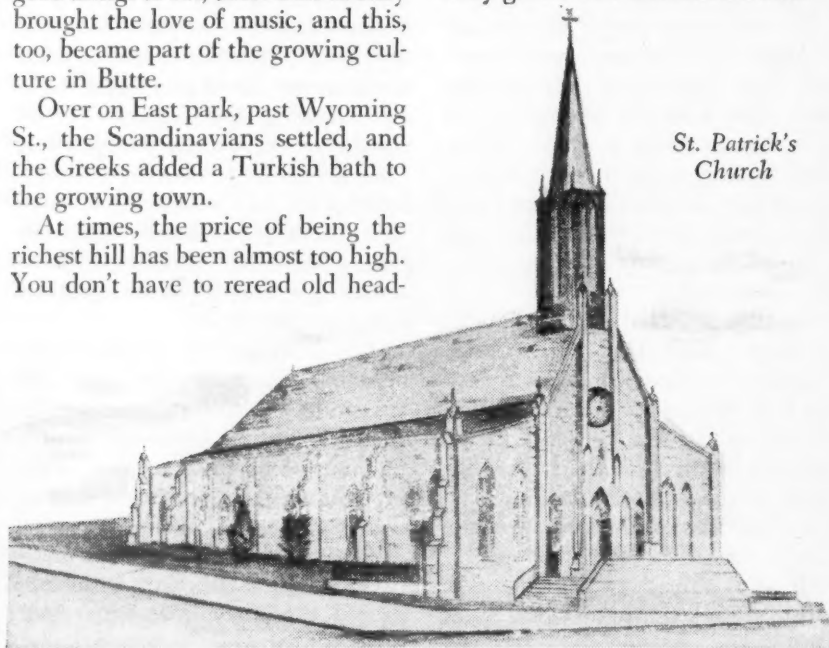 brought the love of music, and this,
too, became part of the growing cul-
ture in Butte.
Over on East park, past Wyoming
St., the Scandinavians settled, and
the Greeks added a Turkish bath to
the growing town.
At times, the price of being the
richest hill has been almost too high.
You don't have to reread old head-
St. Patrick's
Church